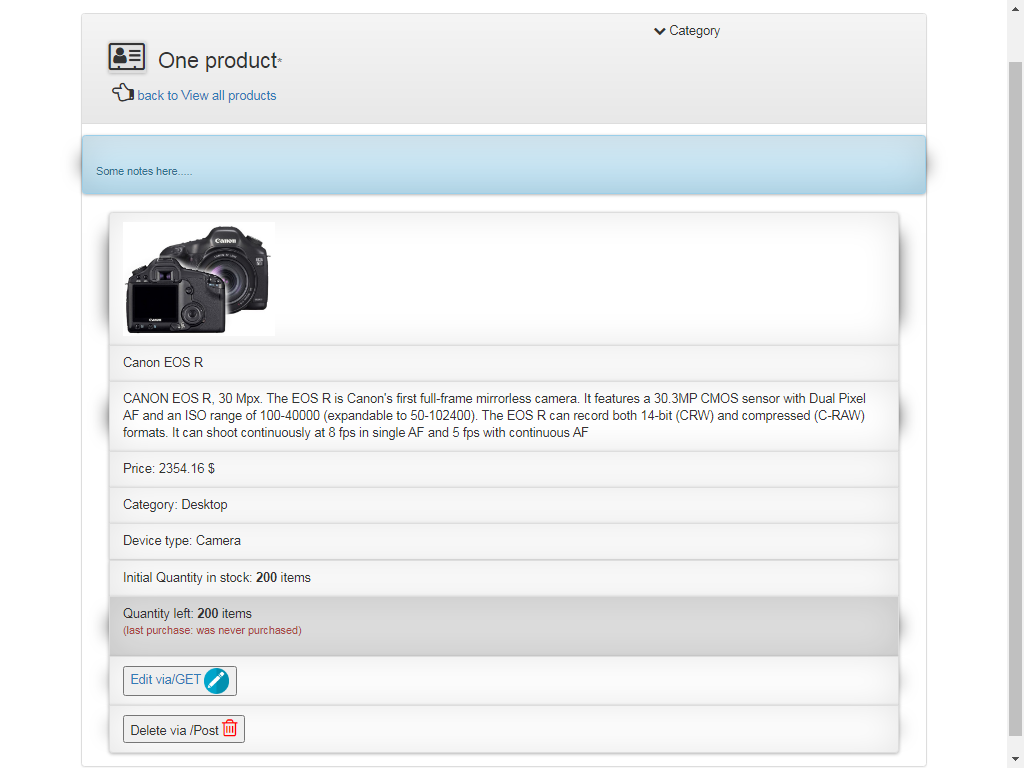 Category
One product*
back to View all products
Some notes here.....
Canon
Canon
Canon EOS R
CANON EOS R, 30 Mpx. The EOS R is Canon's first full-frame mirrorless camera. It features a 30.3MP CMOS sensor with Dual Pixel
AF and an ISO range of 100-40000 (expandable to 50-102400). The EOS R can record both 14-bit (CRW) and compressed (C-RAW)
formats. It can shoot continuously at 8 fps in single AF and 5 fps with continuous AF
Price: 2354.16 $
Category: Desktop
Device type: Camera
Initial Quantity in stock: 200 items
Quantity left: 200 items
(last purchase: was never purchased)
Edit via/GET
Delete via /Post